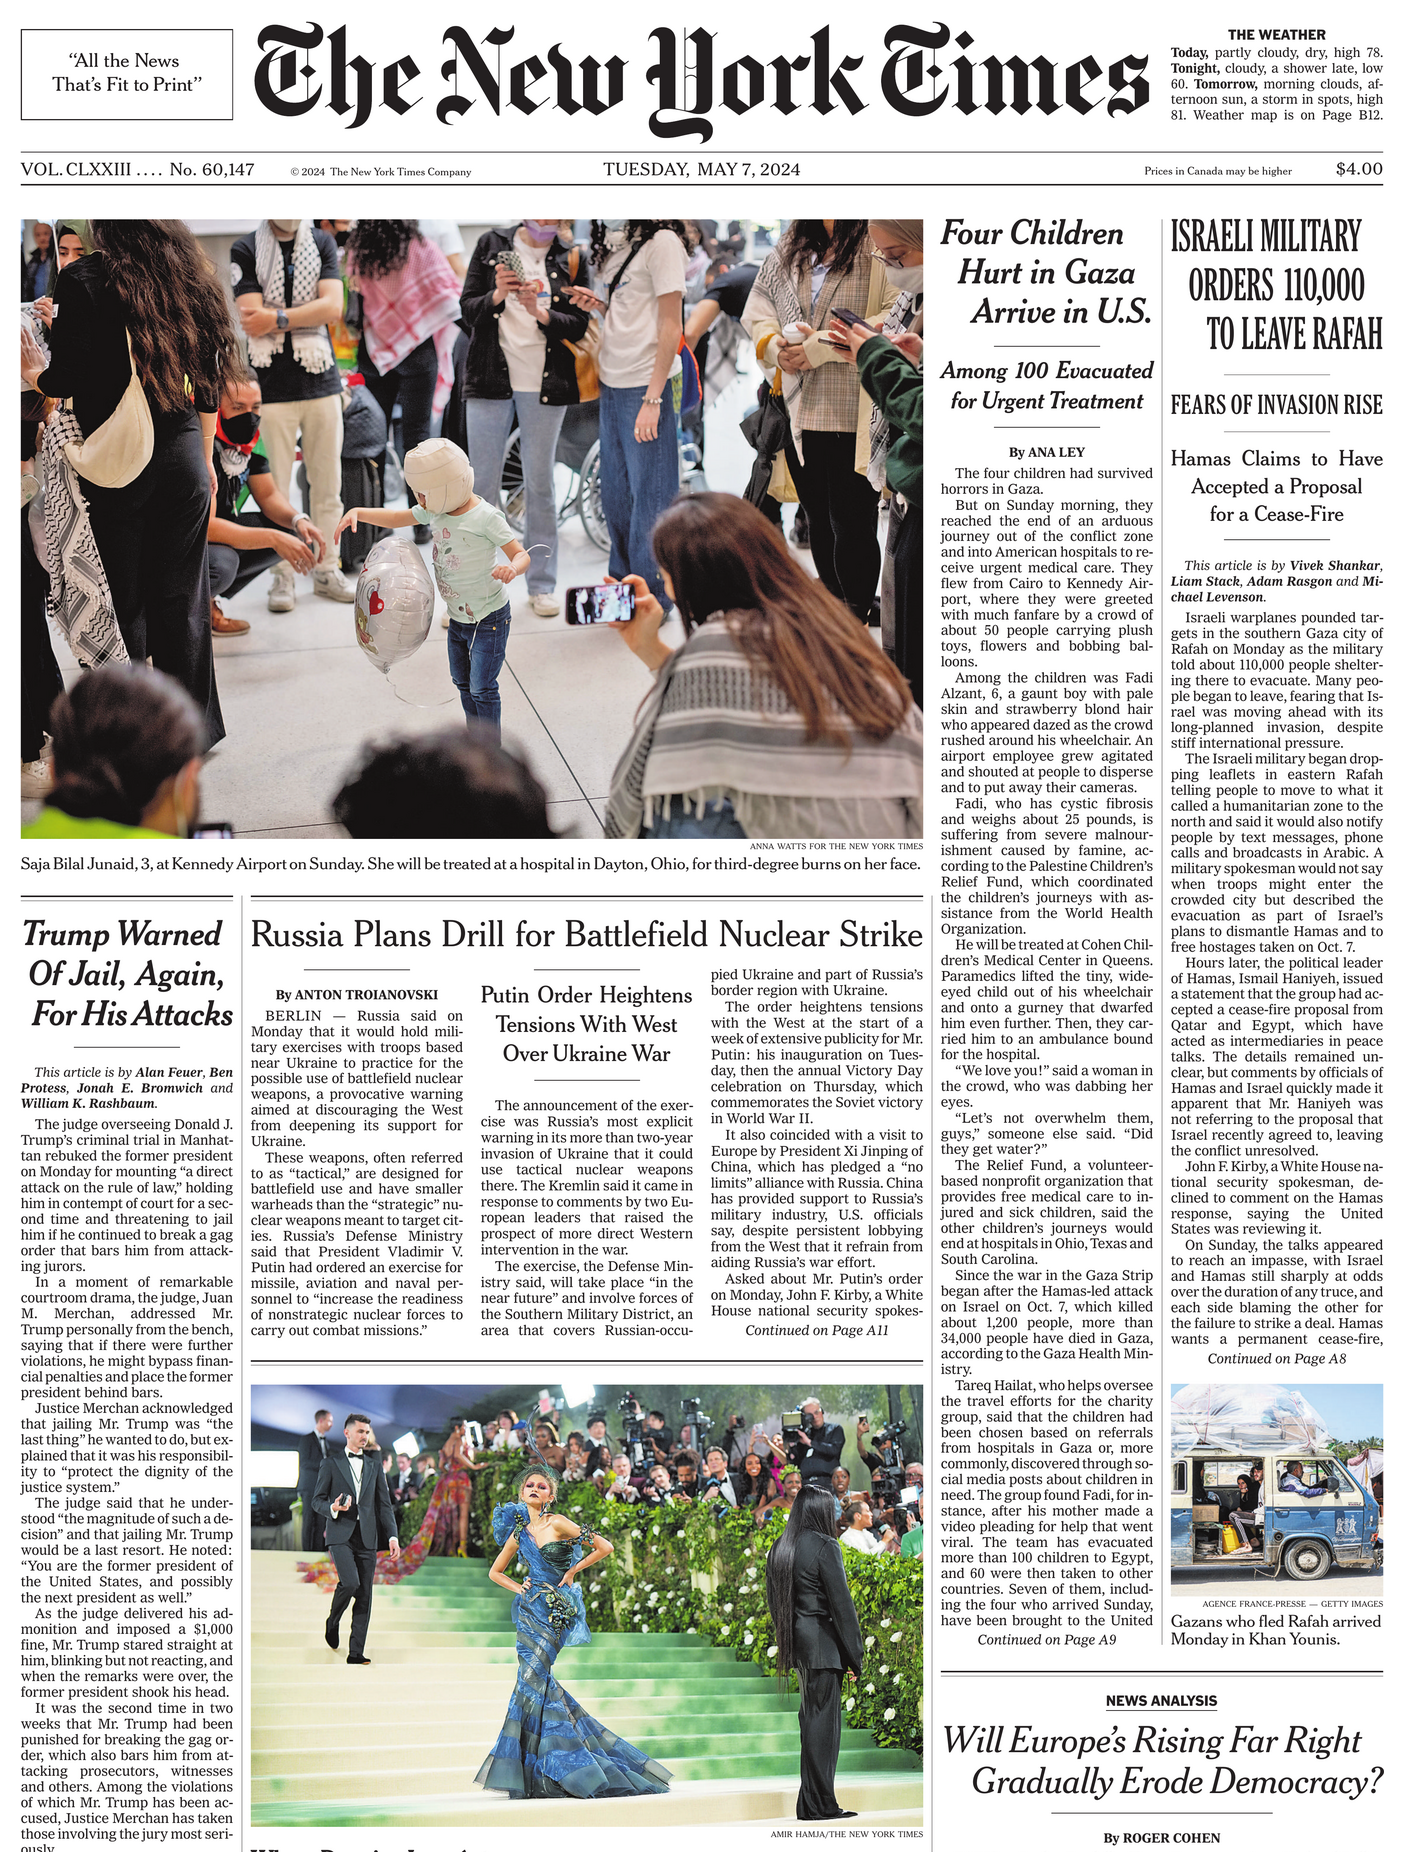 “All the News
That’s Fit to Print”
The New York Times
THE WEATHER
Today, partly cloudy, dry, high 78.
Tonight, cloudy, a shower late, low
60. Tomorrow, morning clouds, af-
ternoon sun, a storm in spots, high
81. Weather map is on Page B12.
VOL. CLXXIII .... No. 60,147
© 2024 The New York Times Company
TUESDAY, MAY 7, 2024
Prices in Canada may be higher
$4.00
ANNA WATTS FOR THE NEW YORK TIMES
Saja Bilal Junaid, 3, at Kennedy Airport on Sunday. She will be treated at a hospital in Dayton, Ohio, for third-degree burns on her face.
Four Children
Hurt in Gaza
Arrive in U.S.
Among 100 Evacuated
for Urgent Treatment
By ANA LEY
The four children had survived
horrors in Gaza.
But on Sunday morning, they
reached the end of an arduous
journey out of the conflict zone
and into American hospitals to re-
ceive urgent medical care. They
flew from Cairo to Kennedy Air-
port, where they were greeted
with much fanfare by a crowd of
about 50 people carrying plush
toys, flowers and bobbing bal-
loons.
Among the children was Fadi
Alzant, 6, a gaunt boy with pale
skin and strawberry blond hair
who appeared dazed as the crowd
rushed around his wheelchair. An
airport employee grew agitated
and shouted at people to disperse
and to put away their cameras.
Fadi, who has cystic fibrosis
and weighs about 25 pounds, is
suffering from severe malnour-
ishment caused by famine, ac-
cording to the Palestine Children’s
Relief Fund, which coordinated
the children’s journeys with as-
sistance from the World Health
Organization.
He will be treated at Cohen Chil-
dren’s Medical Center in Queens.
Paramedics lifted the tiny, wide-
eyed child out of his wheelchair
and onto a gurney that dwarfed
him even further. Then, they car-
ried him to an ambulance bound
for the hospital.
“We love you!” said a woman in
the crowd, who was dabbing her
eyes.
“Let’s not overwhelm them,
guys,” someone else said. “Did
they get water?”
The Relief Fund, a volunteer-
based nonprofit organization that
provides free medical care to in-
jured and sick children, said the
other children’s journeys would
end at hospitals in Ohio, Texas and
South Carolina.
Since the war in the Gaza Strip
began after the Hamas-led attack
on Israel on Oct. 7, which killed
about 1,200 people, more than
34,000 people have died in Gaza,
according to the Gaza Health Min-
istry.
Tareq Hailat, who helps oversee
the travel efforts for the charity
group, said that the children had
been chosen based on referrals
from hospitals in Gaza or, more
commonly, discovered through so-
cial media posts about children in
need. The group found Fadi, for in-
stance, after his mother made a
video pleading for help that went
viral. The team has evacuated
more than 100 children to Egypt,
and 60 were then taken to other
countries. Seven of them, includ-
ing the four who arrived Sunday,
have been brought to the United
Continued on Page A9
ISRAELI MILITARY
ORDERS 110,000
TO LEAVE RAFAH
FEARS OF INVASION RISE
Hamas Claims to Have
Accepted a Proposal
for a Cease-Fire
This article is by Vivek Shankar,
Liam Stack, Adam Rasgon and Mi-
chael Levenson.
Israeli warplanes pounded tar-
gets in the southern Gaza city of
Rafah on Monday as the military
told about 110,000 people shelter-
ing there to evacuate. Many peo-
ple began to leave, fearing that Is-
rael was moving ahead with its
long-planned invasion, despite
stiff international pressure.
The Israeli military began drop-
ping leaflets in eastern Rafah
telling people to move to what it
called a humanitarian zone to the
north and said it would also notify
people by text messages, phone
calls and broadcasts in Arabic. A
military spokesman would not say
when troops might enter the
crowded city but described the
evacuation as part of Israel’s
plans to dismantle Hamas and to
free hostages taken on Oct. 7.
Hours later, the political leader
of Hamas, Ismail Haniyeh, issued
a statement that the group had ac-
cepted a cease-fire proposal from
Qatar and Egypt, which have
acted as intermediaries in peace
talks. The details remained un-
clear, but comments by officials of
Hamas and Israel quickly made it
apparent that Mr. Haniyeh was
not referring to the proposal that
Israel recently agreed to, leaving
the conflict unresolved.
John F. Kirby, a White House na-
tional security spokesman, de-
clined to comment on the Hamas
response, saying the United
States was reviewing it.
On Sunday, the talks appeared
to reach an impasse, with Israel
and Hamas still sharply at odds
over the duration of any truce, and
each side blaming the other for
the failure to strike a deal. Hamas
wants a permanent cease-fire,
Continued on Page A8
AGENCE FRANCE-PRESSE — GETTY IMAGES
Gazans who fled Rafah arrived
Monday in Khan Younis.
Trump Warned
Of Jail, Again,
For His Attacks
This article is by Alan Feuer, Ben
Protess, Jonah E. Bromwich and
William K. Rashbaum.
The judge overseeing Donald J.
Trump’s criminal trial in Manhat-
tan rebuked the former president
on Monday for mounting “a direct
attack on the rule of law,” holding
him in contempt of court for a sec-
ond time and threatening to jail
him if he continued to break a gag
order that bars him from attack-
ing jurors.
In a moment of remarkable
courtroom drama, the judge, Juan
M. Merchan, addressed Mr.
Trump personally from the bench,
saying that if there were further
violations, he might bypass finan-
cial penalties and place the former
president behind bars.
Justice Merchan acknowledged
that jailing Mr. Trump was “the
last thing” he wanted to do, but ex-
plained that it was his responsibil-
ity to “protect the dignity of the
justice system.”
The judge said that he under-
stood “the magnitude of such a de-
cision” and that jailing Mr. Trump
would be a last resort. He noted:
“You are the former president of
the United States, and possibly
the next president as well.”
As the judge delivered his ad-
monition and imposed a $1,000
fine, Mr. Trump stared straight at
him, blinking but not reacting, and
when the remarks were over, the
former president shook his head.
It was the second time in two
weeks that Mr. Trump had been
punished for breaking the gag or-
der, which also bars him from at-
tacking prosecutors, witnesses
and others. Among the violations
of which Mr. Trump has been ac-
cused, Justice Merchan has taken
those involving the jury most seri-
ously.
Russia Plans Drill for Battlefield Nuclear Strike
By ANTON TROIANOVSKI
BERLIN — Russia said on
Monday that it would hold mili-
tary exercises with troops based
near Ukraine to practice for the
possible use of battlefield nuclear
weapons, a provocative warning
aimed at discouraging the West
from deepening its support for
Ukraine.
These weapons, often referred
to as “tactical,” are designed for
battlefield use and have smaller
warheads than the “strategic” nu-
clear weapons meant to target cit-
ies. Russia’s Defense Ministry
said that President Vladimir V.
Putin had ordered an exercise for
missile, aviation and naval per-
sonnel to “increase the readiness
of nonstrategic nuclear forces to
carry out combat missions.”
Putin Order Heightens
Tensions With West
Over Ukraine War
The announcement of the exer-
cise was Russia’s most explicit
warning in its more than two-year
invasion of Ukraine that it could
use tactical nuclear weapons
there. The Kremlin said it came in
response to comments by two Eu-
ropean leaders that raised the
prospect of more direct Western
intervention in the war.
The exercise, the Defense Min-
istry said, will take place “in the
near future” and involve forces of
the Southern Military District, an
area that covers Russian-occu-
pied Ukraine and part of Russia’s
border region with Ukraine.
The order heightens tensions
with the West at the start of a
week of extensive publicity for Mr.
Putin: his inauguration on Tues-
day, then the annual Victory Day
celebration on Thursday, which
commemorates the Soviet victory
in World War II.
It also coincided with a visit to
Europe by President Xi Jinping of
China, which has pledged a “no
limits” alliance with Russia. China
has provided support to Russia’s
military industry, U.S. officials
say, despite persistent lobbying
from the West that it refrain from
aiding Russia’s war effort.
Asked about Mr. Putin’s order
on Monday, John F. Kirby, a White
House national security spokes-
Continued on Page A11
AMIR HAMJA/THE NEW YORK TIMES
NEWS ANALYSIS
Will Europe’s Rising Far Right
Gradually Erode Democracy?
By ROGER COHEN